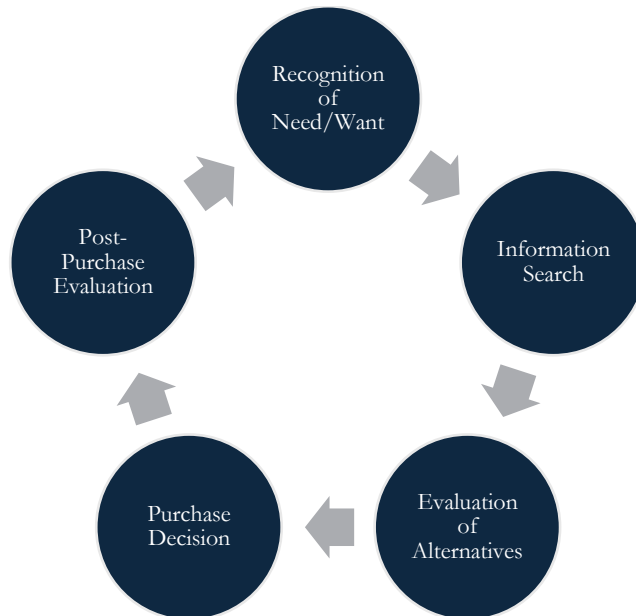 Recognition
of
Need/Want
Information
Search
Evaluation
of
Alternatives
Purchase
Decision
Post-
Purchase
Evaluation